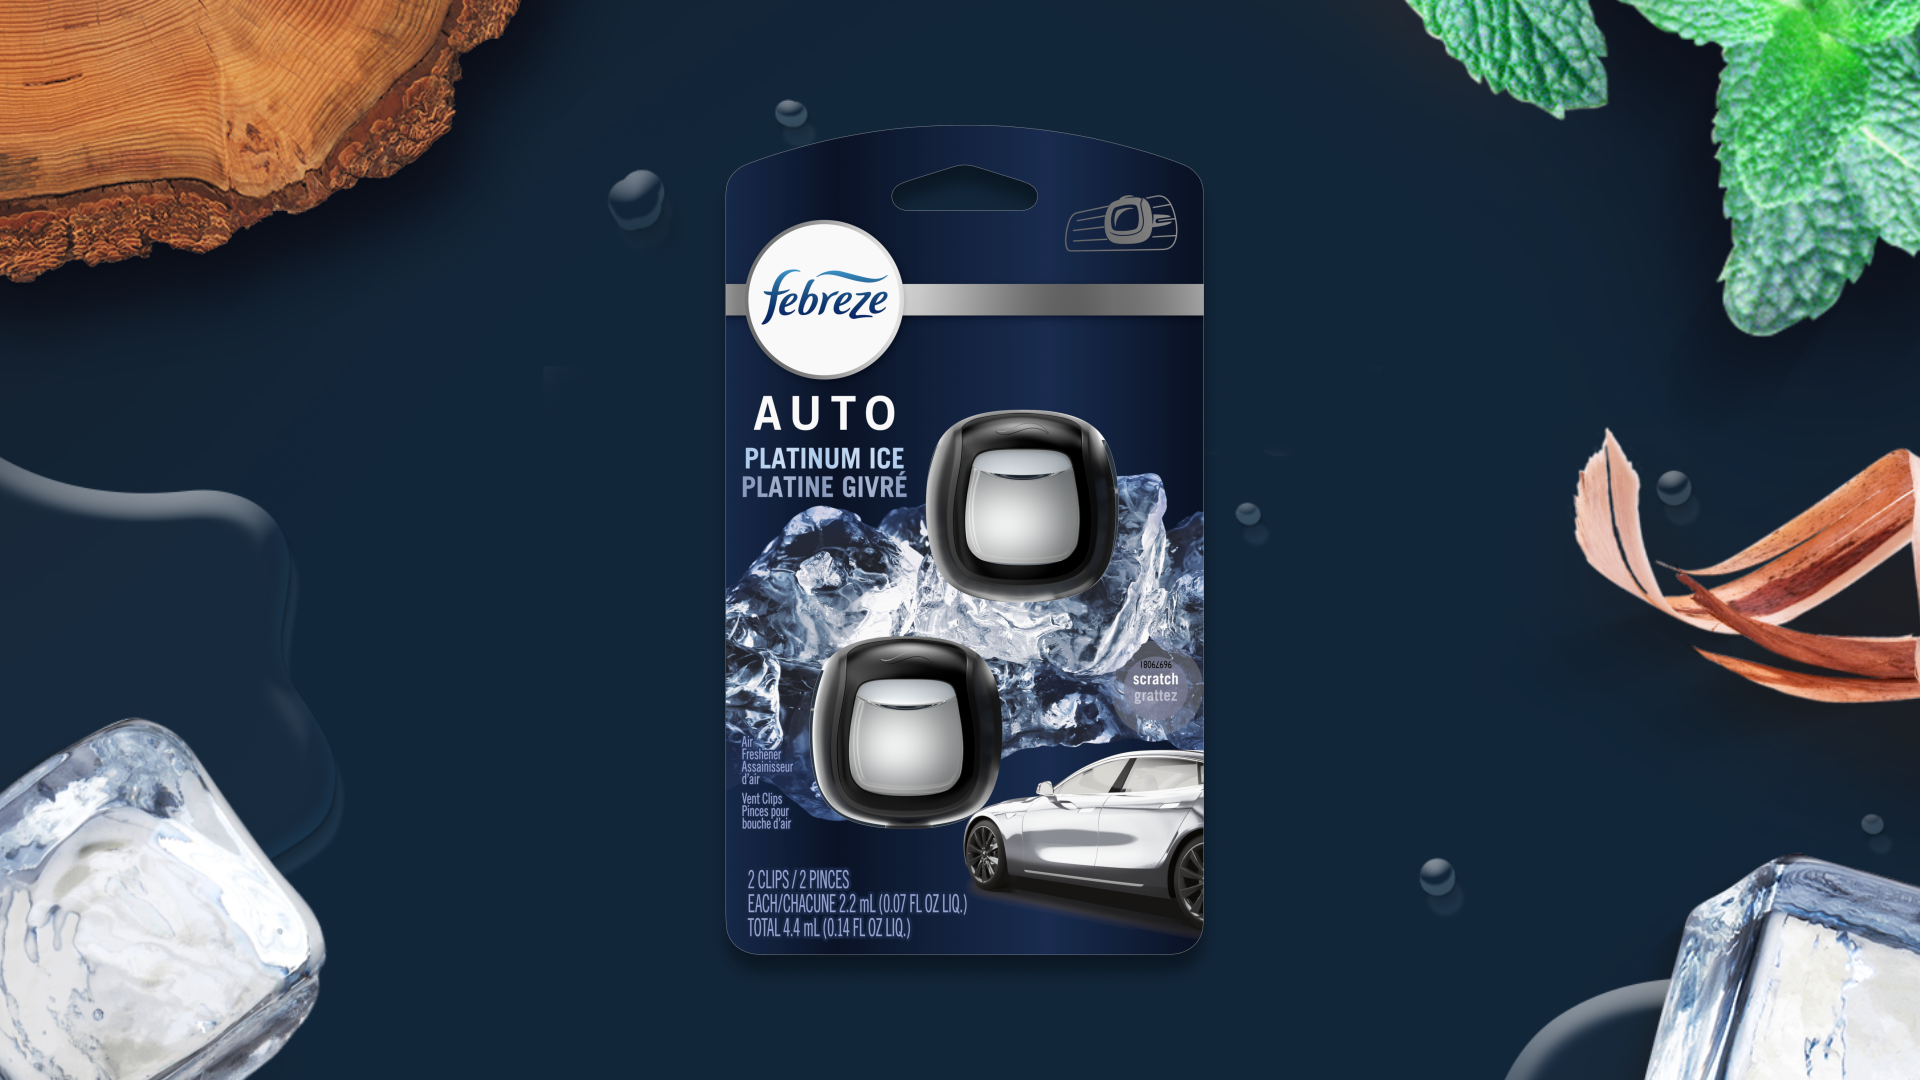 febreze
AUTO
PLATINUM ICE
PLATINE GIVRÉ
18062696
scratch
grattez
Air
Freshener
Assainisseur
d'air
Vent Clips
Pinces pour
bouche d'air
2 CLIPS / 2 PINCES
EACH/CHACUNE 2.2 mL (0.07 FL OZ LIQ.)
TOTAL 4.4 mL (0.14 FL OZ LIQ.)